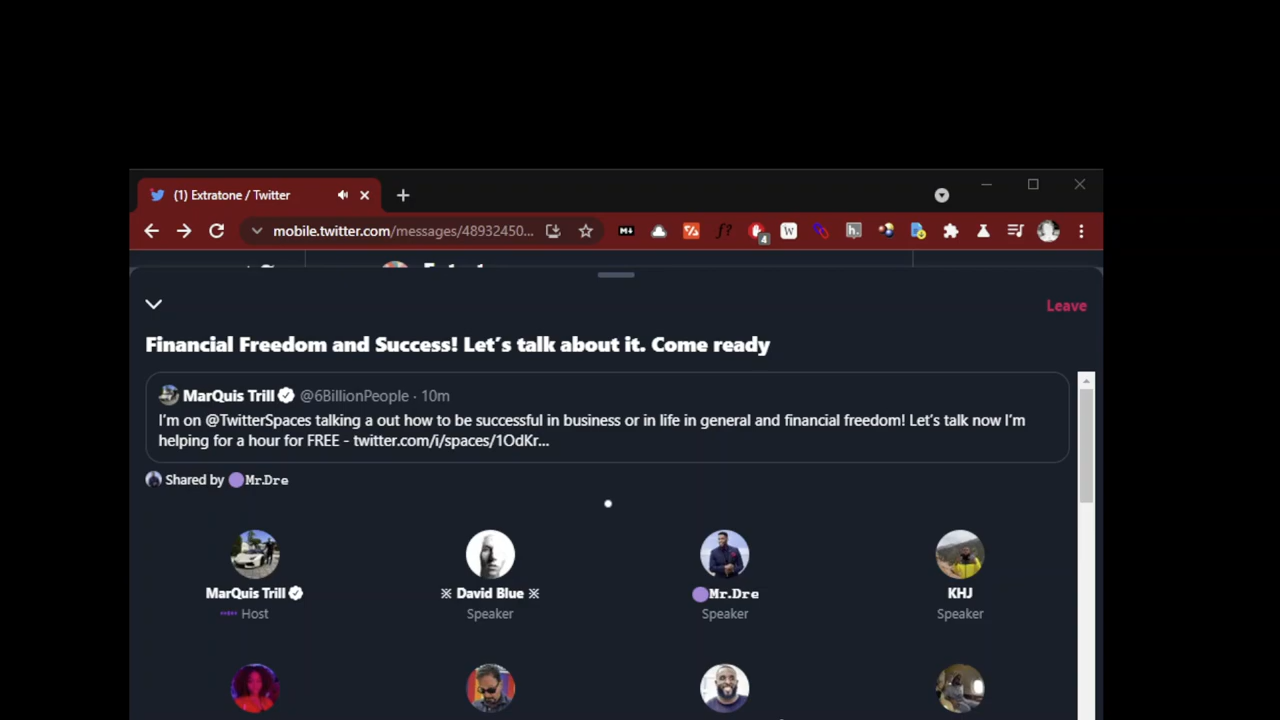 (1) Extratone / Twitter
mobile.twitter.com/messages/48932450...
4
W
h.
Leave
Financial Freedom and Success! Let's talk about it. Come ready
MarQuis Trill @6BillionPeople · 10m
I'm on @TwitterSpaces talking a out how to be successful in business or in life in general and financial freedom! Let's talk now I'm
helping for a hour for FREE - twitter.com/i/spaces/1OdKr...
Shared by Mr.Dre
MarQuis Trill
Host
※ David Blue ※
Speaker
Mr.Dre
Speaker
KHJ
Speaker